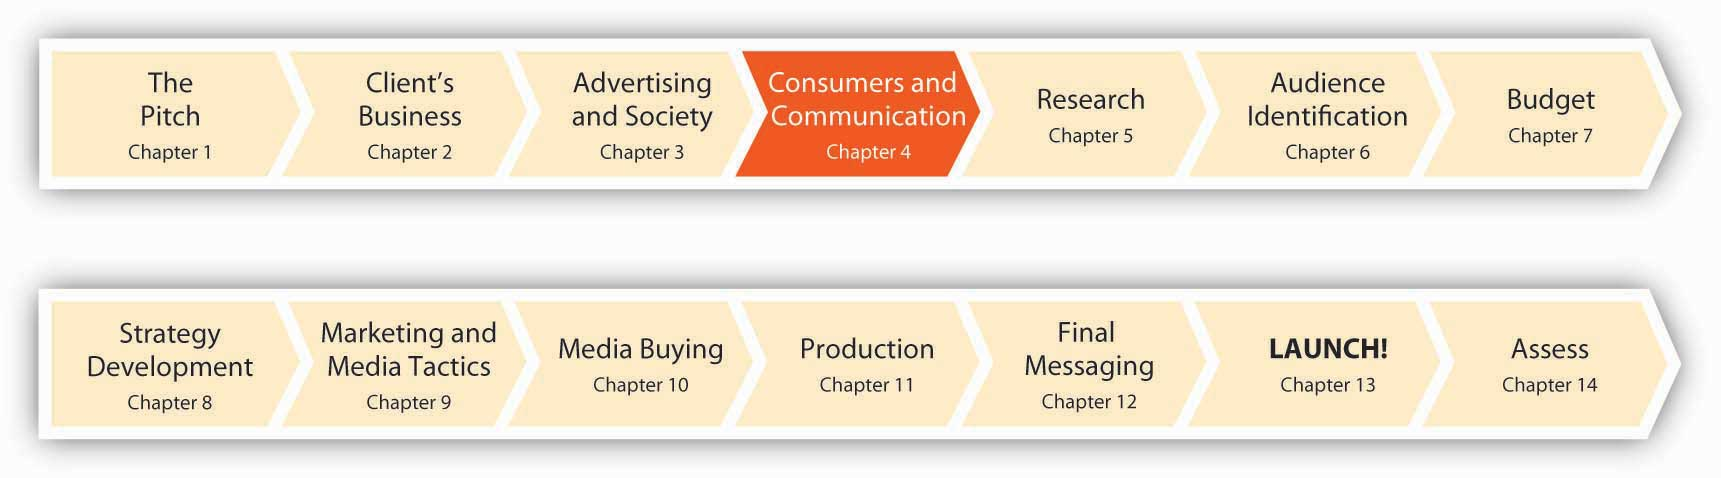 The
Pitch
Chapter 1
Client’s
Business
Chapter 2
Advertising
and Society
Chapter 3
Consumers and
Communication
Chapter 4
Research
Chapter 5
Audience
Identification
Chapter 6
Budget
Chapter 7
Strategy
Development
Chapter 8
Marketing and
Media Tactics
Chapter 9
Media Buying
Chapter 10
Production
Chapter 11
Final
Messaging
Chapter 12
LAUNCH!
Chapter 13
Assess
Chapter 14